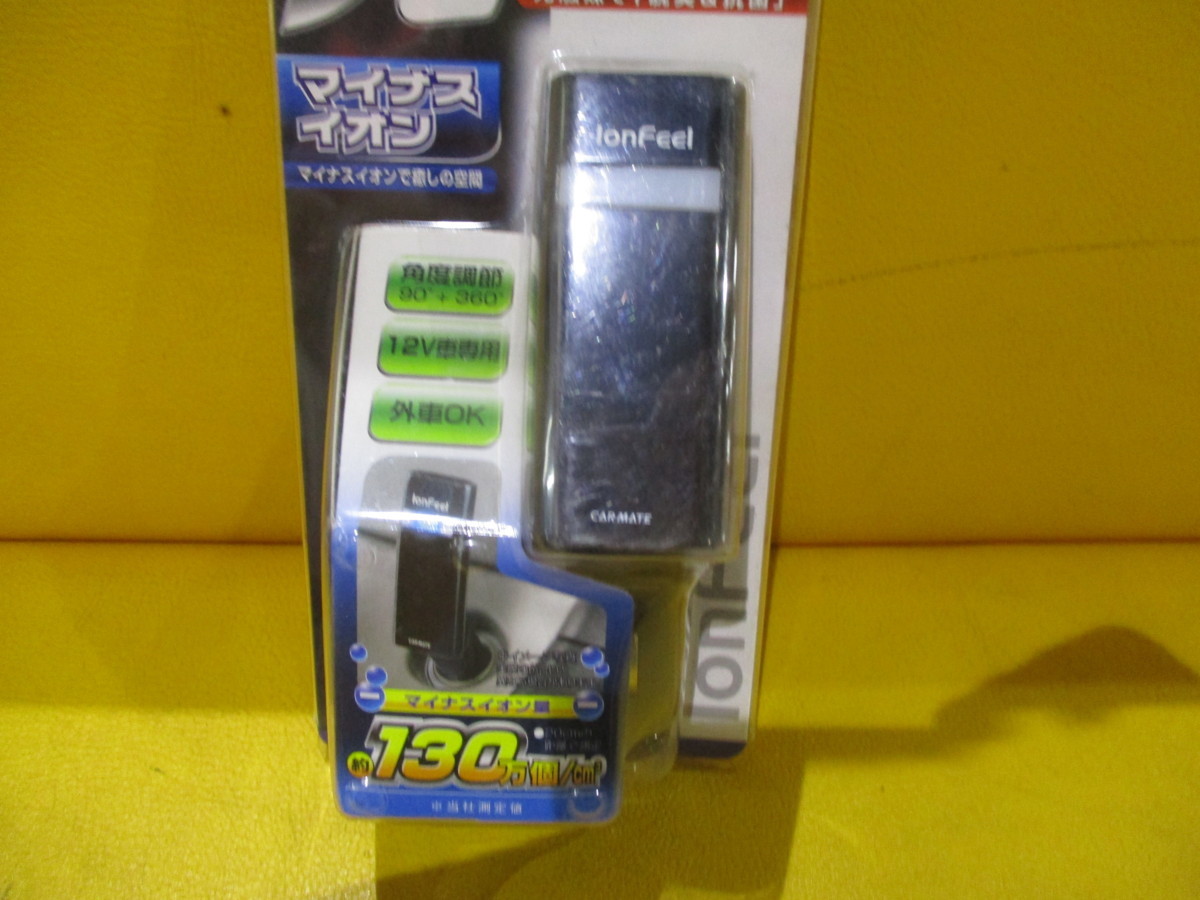 マイナス
イオン
マイナスイオンで癒しの空間
IonFeel
角度調節
90°+360°
12V車専用
外車OK
IonFeel
CAR MATE
IonFeel
マイナスイオン量
約130万個/cm³
※当社測定値